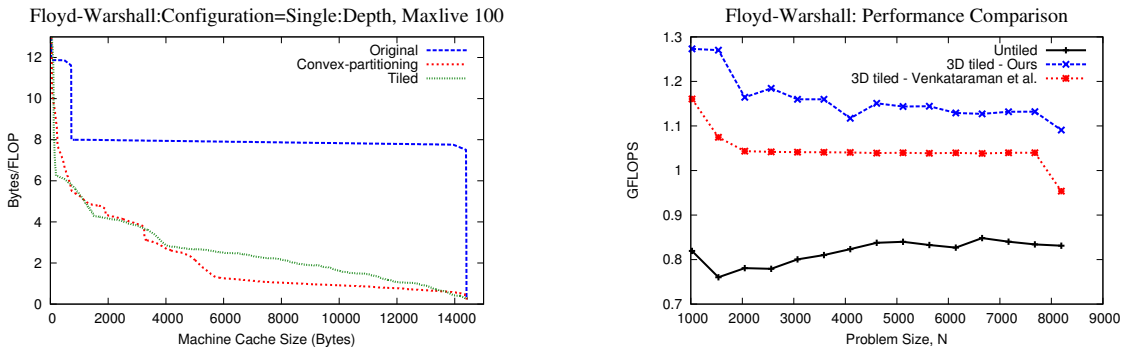 Floyd-Warshall:Configuration=Single:Depth, Maxlive 100
Original
Convex-partitioning
Tiled
Bytes/FLOP
12
10
8
6
4
2
0
0 2000 4000 6000 8000 10000 12000 14000
Machine Cache Size (Bytes)
Floyd-Warshall: Performance Comparison
Untiled
3D tiled - Ours
3D tiled - Venkataraman et al.
GFLOPS
1.3
1.2
1.1
1
0.9
0.8
0.7
1000 2000 3000 4000 5000 6000 7000 8000 9000
Problem Size, N